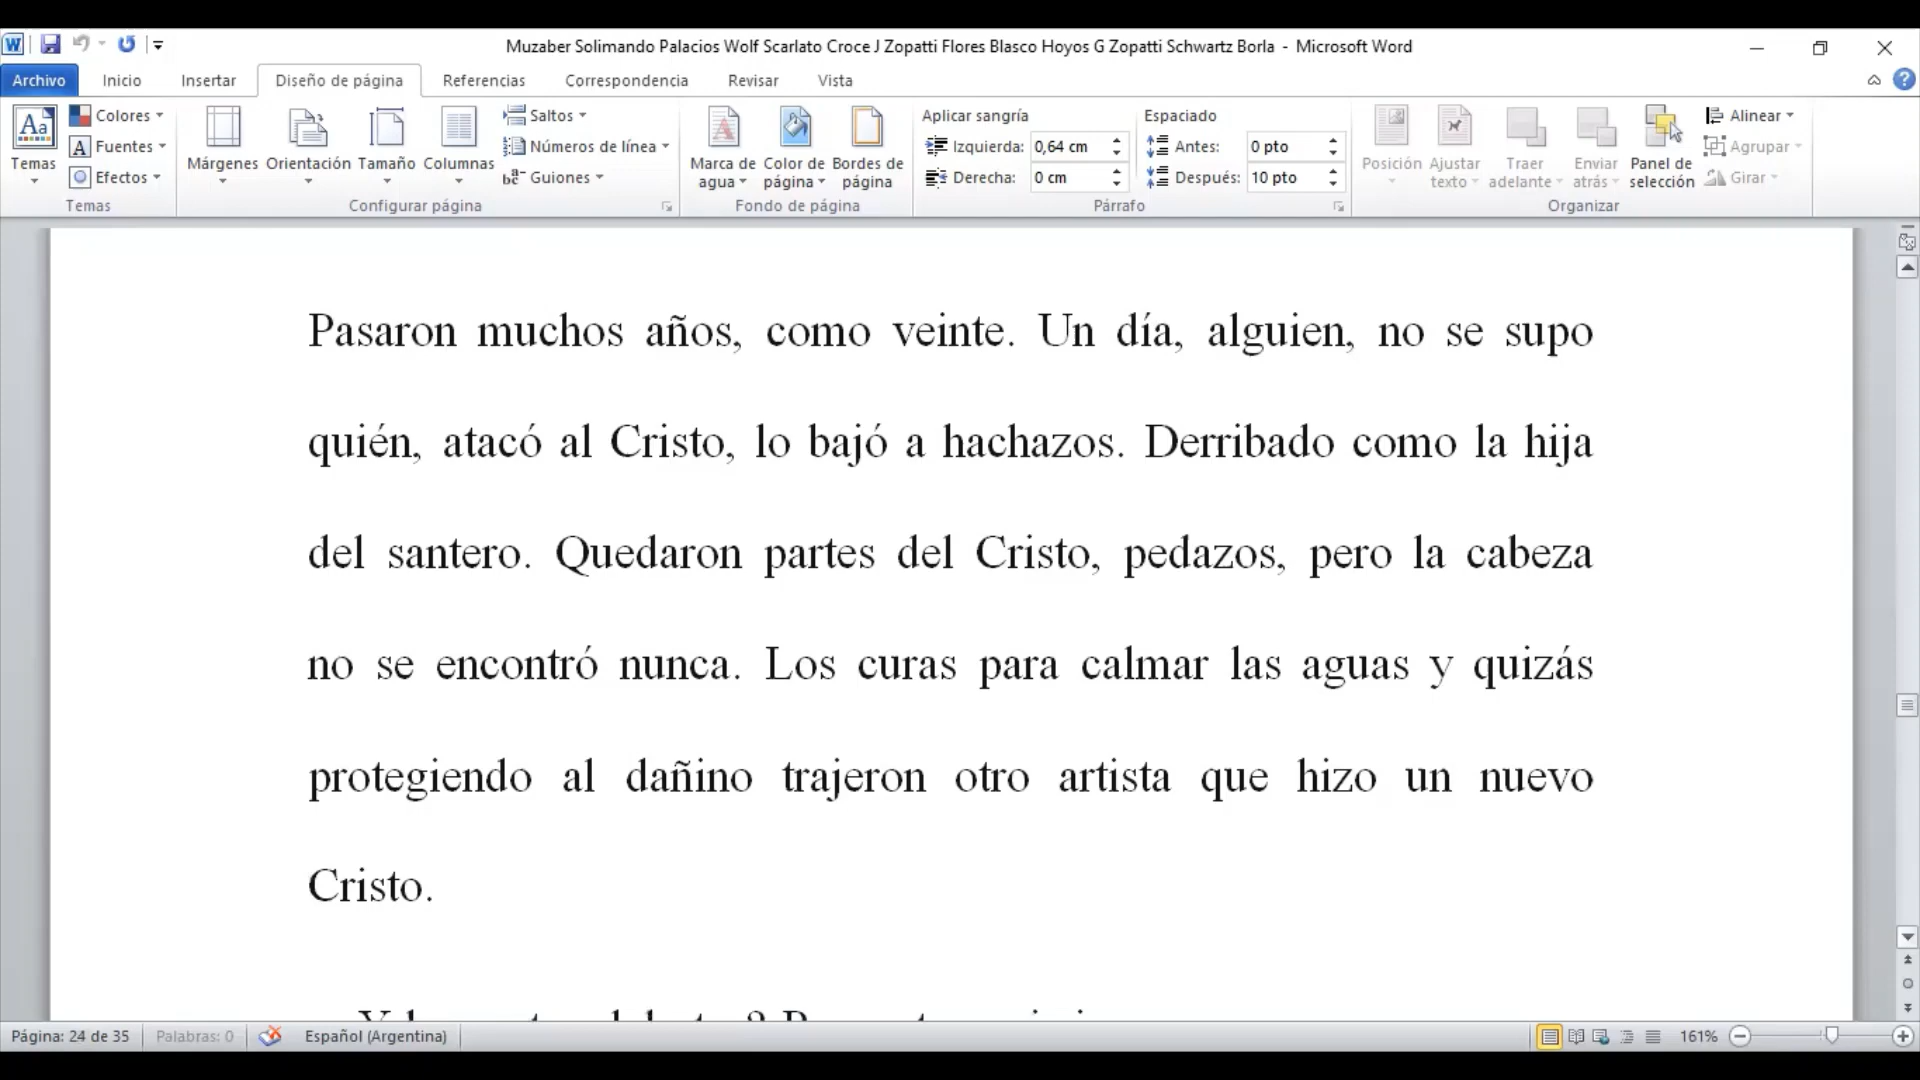 Muzaber Solimando Palacios Wolf Scarlato Croce J Zopatti Flores Blasco Hoyos G Zopatti Schwartz Borla - Microsoft Word
Archivo Inicio Insertar Diseño de página Referencias Correspondencia Revisar Vista
Temas
Colores
Fuentes
Efectos
Temas
Márgenes Orientación Tamaño Columnas
Saltos
Números de línea
Guiones
Configurar página
Marca de agua
Color de página
Bordes de página
Fondo de página
Aplicar sangría
Izquierda: 0,64 cm
Derecha: 0 cm
Espaciado
Antes: 0 pto
Después: 10 pto
Párrafo
Posición
Ajustar texto
Traer adelante
Enviar atrás
Panel de selección
Alinear
Agrupar
Girar
Organizar
Pasaron muchos años, como veinte. Un día, alguien, no se supo
quién, atacó al Cristo, lo bajó a hachazos. Derribado como la hija
del santero. Quedaron partes del Cristo, pedazos, pero la cabeza
no se encontró nunca. Los curas para calmar las aguas y quizás
protegiendo al dañino trajeron otro artista que hizo un nuevo
Cristo.
Página: 24 de 35 Palabras: 0 Español (Argentina) 161%